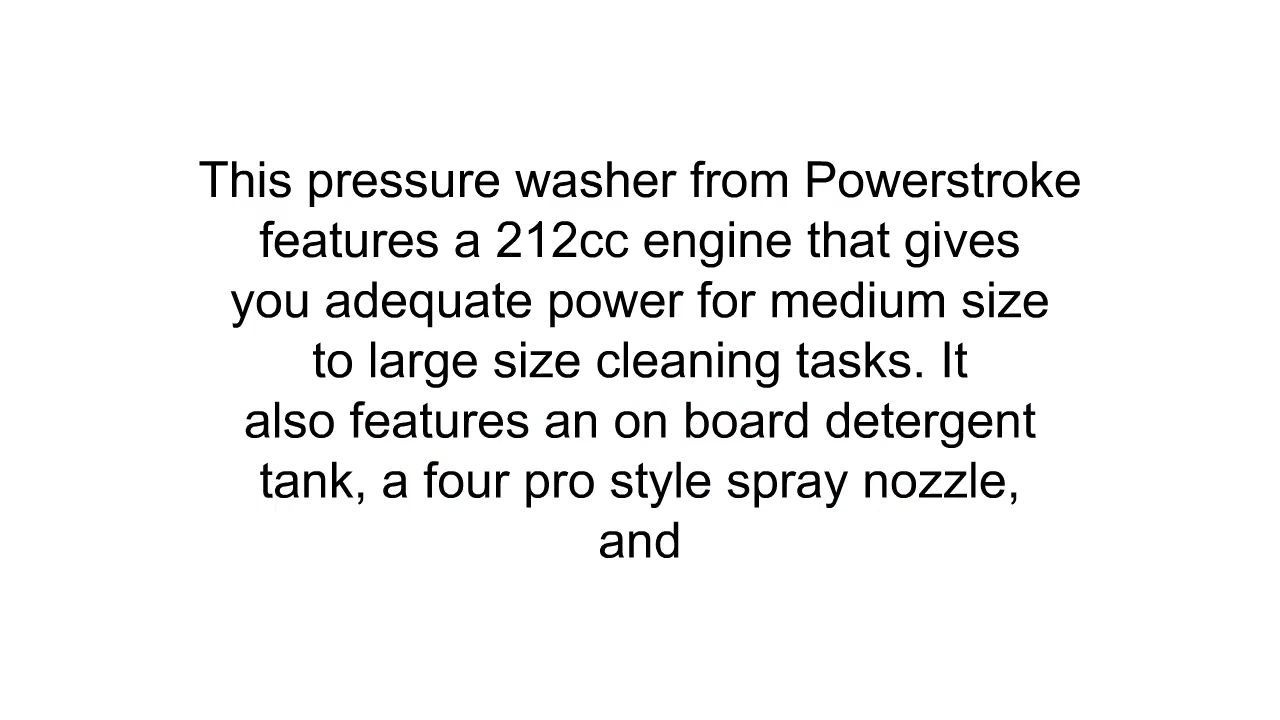 This pressure washer from Powerstroke
features a 212cc engine that gives
you adequate power for medium size
to large size cleaning tasks. It
also features an on board detergent
tank, a four pro style spray nozzle,
and